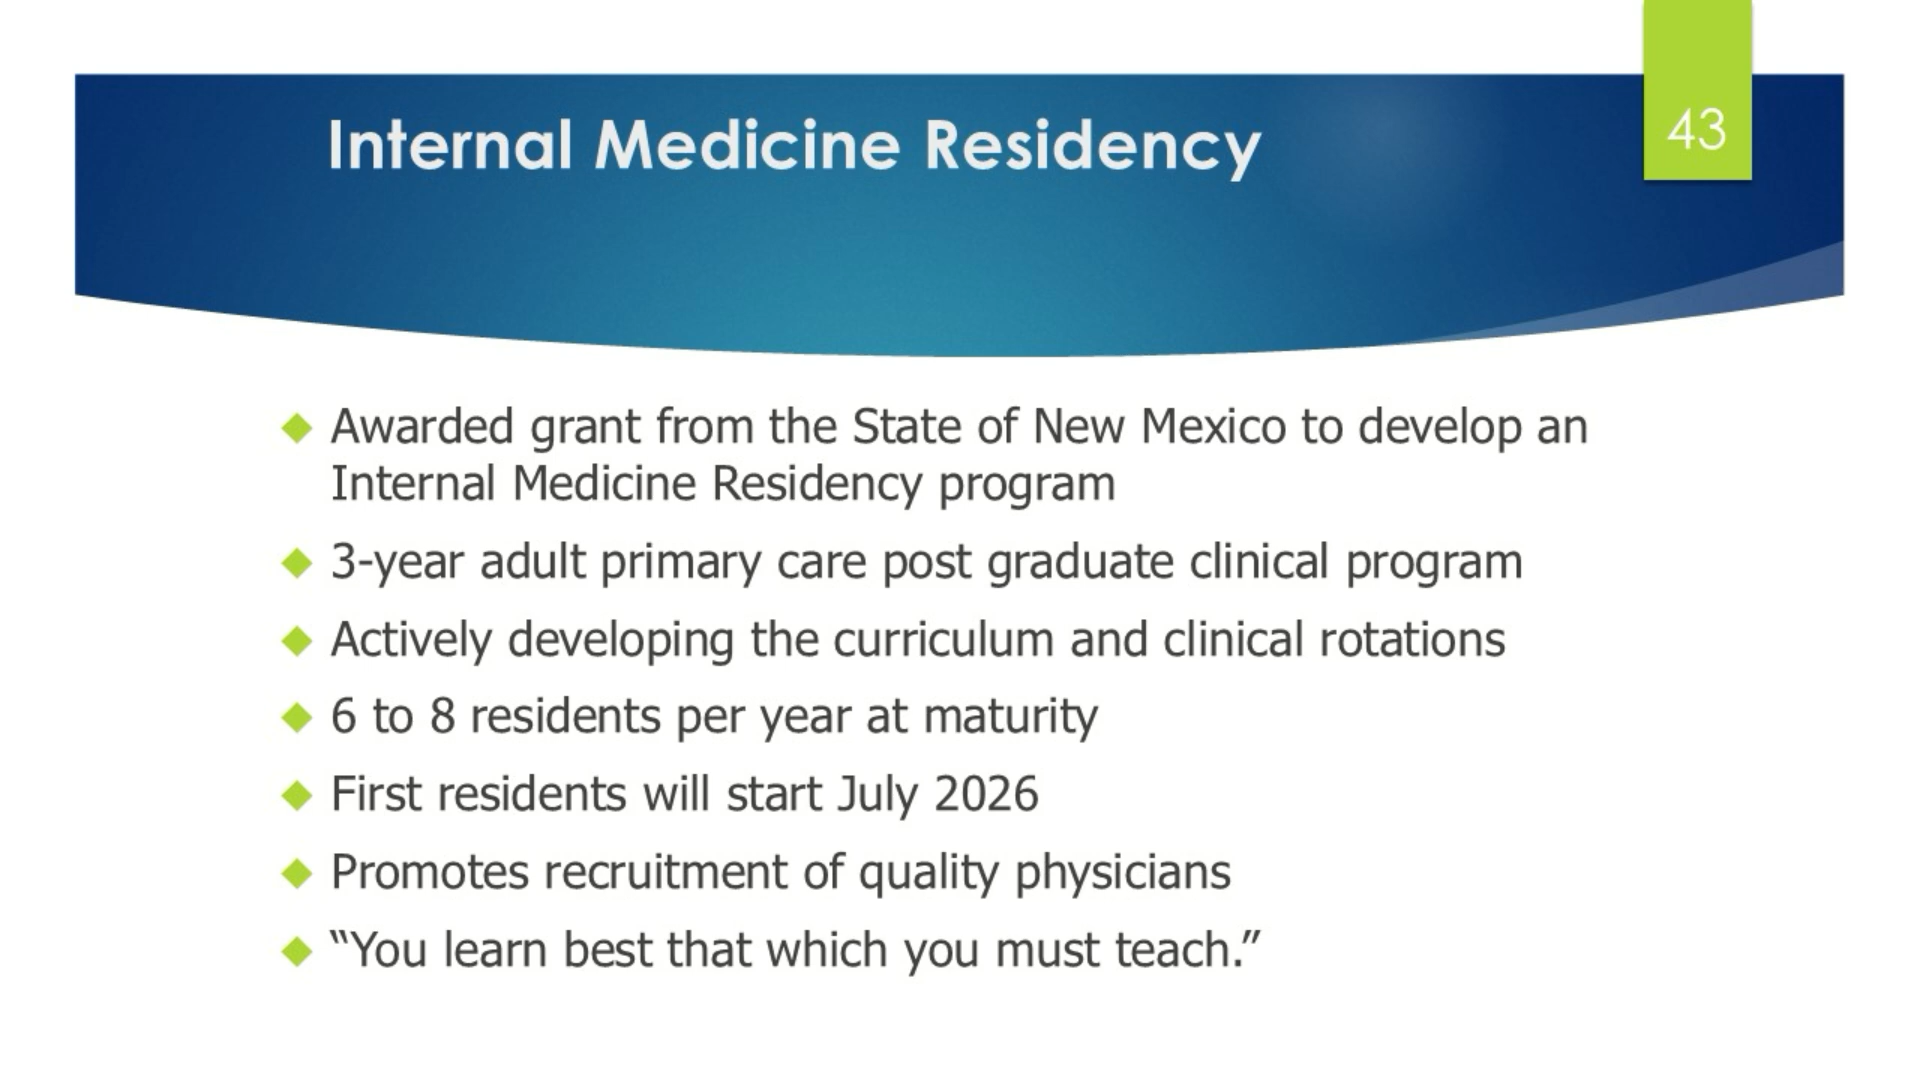 Internal Medicine Residency
43
Awarded grant from the State of New Mexico to develop an
Internal Medicine Residency program
3-year adult primary care post graduate clinical program
Actively developing the curriculum and clinical rotations
6 to 8 residents per year at maturity
First residents will start July 2026
Promotes recruitment of quality physicians
“You learn best that which you must teach.”